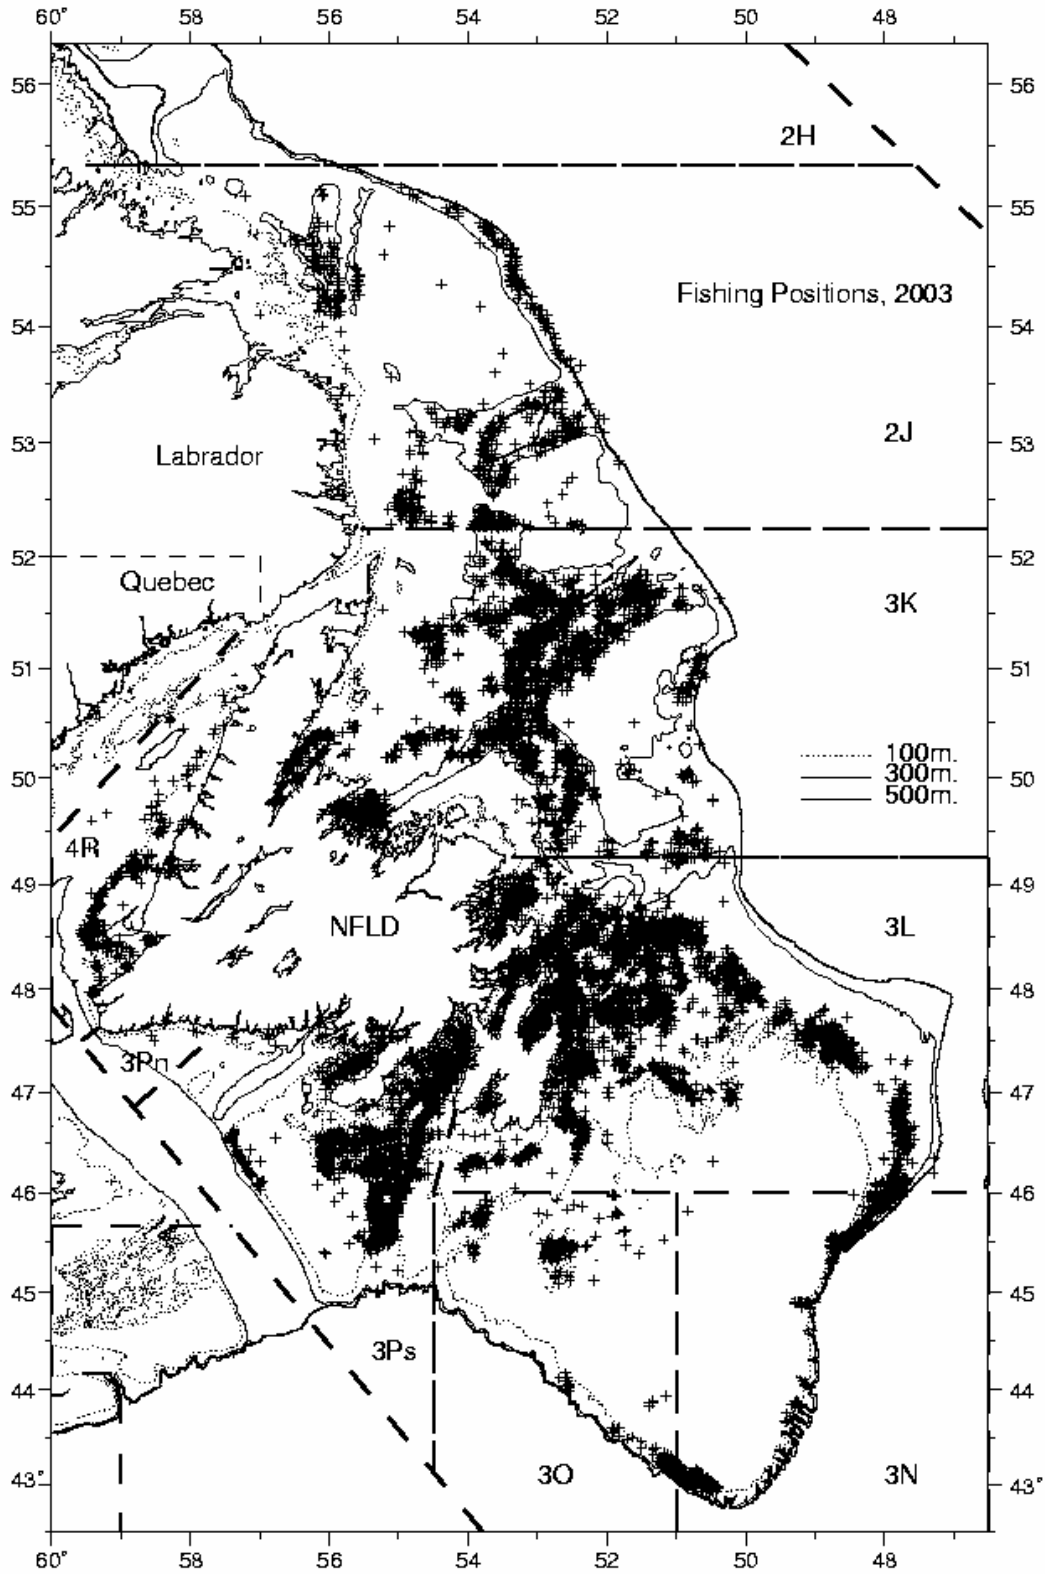 60° 58 56 54 52 50 48
56 56
2H
55 55
Fishing Positions, 2003
54 54
2J
53 53
Labrador
52 52
Quebec
3K
51 51
100m.
50 300m. 50
500m.
4R
49 49
NFLD 3L
48 48
3Pn
47 47
46 46
45 45
3Ps
44 44
43° 3O 3N 43°
60° 58 56 54 52 50 48